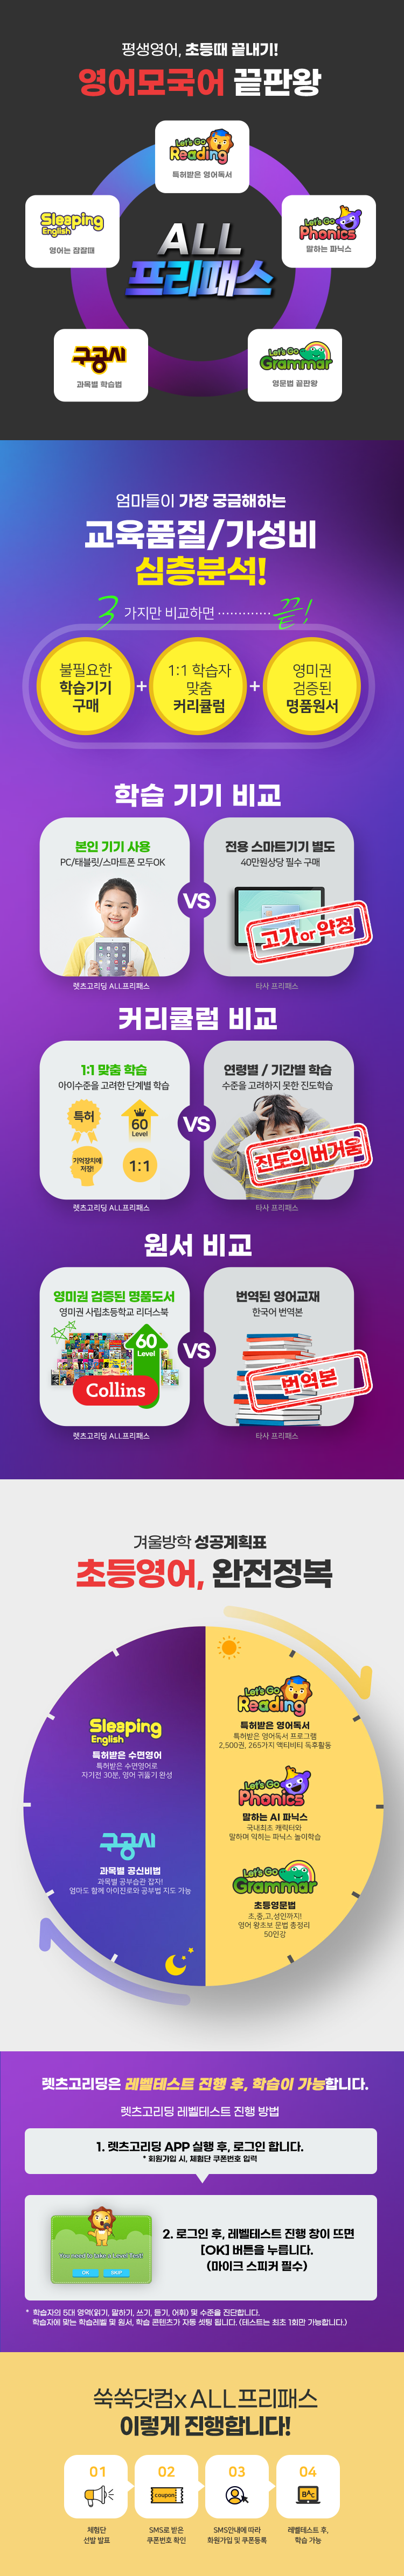 평생영어, 초등때 끝내기!
영어모국어 끝판왕
Let's Go
Reading
특허받은 영어독서
Sleeping
English
영어는 잠잘때
Let's Go
Phonics
말하는 파닉스
ALL
프리패스
구공시
과목별 학습법
Let's Go
Grammar
영문법 끝판왕
엄마들이 가장 궁금해하는
교육품질/가성비
심층분석!
3 가지만 비교하면 ············· 끝!
불필요한
학습기기
구매
+
1:1 학습자
맞춤
커리큘럼
+
영미권
검증된
명품원서
학습 기기 비교
본인 기기 사용
PC/태블릿/스마트폰 모두OK
VS
전용 스마트기기 별도
40만원상당 필수 구매
고가or약정
렛츠고리딩 ALL프리패스
타사 프리패스
커리큘럼 비교
1:1 맞춤 학습
아이수준을 고려한 단계별 학습
특허
60
Level
기억장치에
저장!
1:1
VS
연령별 / 기간별 학습
수준을 고려하지 못한 진도학습
진도의 버거움
렛츠고리딩 ALL프리패스
타사 프리패스
원서 비교
영미권 검증된 명품도서
영미권 사립초등학교 리더스북
60
Level
Collins
VS
번역된 영어교재
한국어 번역본
번역본
렛츠고리딩 ALL프리패스
타사 프리패스
겨울방학 성공계획표
초등영어, 완전정복
Let's Go
Reading
특허받은 영어독서
특허받은 영어독서 프로그램
2,500권, 265가지 액티비티 독후활동
Sleeping
English
특허받은 수면영어
특허받은 수면영어로
자기전 30분, 영어 귀뚫기 완성
Let's Go
Phonics
말하는 AI 파닉스
국내최초 캐릭터와
말하며 익히는 파닉스 놀이학습
구공시
과목별 공신비법
과목별 공부습관 잡자!
엄마도 함께 아이진로와 공부법 지도 가능
Let's Go
Grammar
초등영문법
초,중,고,성인까지!
영어 왕초보 문법 총정리
50인강
렛츠고리딩은 레벨테스트 진행 후, 학습이 가능합니다.
렛츠고리딩 레벨테스트 진행 방법
1. 렛츠고리딩 APP 실행 후, 로그인 합니다.
* 회원가입 시, 체험단 쿠폰번호 입력
You need to take a Level Test!
OK
SKIP
2. 로그인 후, 레벨테스트 진행 창이 뜨면
[OK] 버튼을 누릅니다.
(마이크 스피커 필수)
* 학습자의 5대 영역(읽기, 말하기, 쓰기, 듣기, 어휘) 및 수준을 진단합니다.
학습자에 맞는 학습레벨 및 원서, 학습 콘텐츠가 자동 셋팅 됩니다. (테스트는 최초 1회만 가능합니다.)
쑥쑥닷컴x ALL프리패스
이렇게 진행합니다!
01
체험단
선발 발표
02
coupon
SMS로 받은
쿠폰번호 확인
03
SMS안내에 따라
회원가입 및 쿠폰등록
04
BAC
레벨테스트 후,
학습 가능